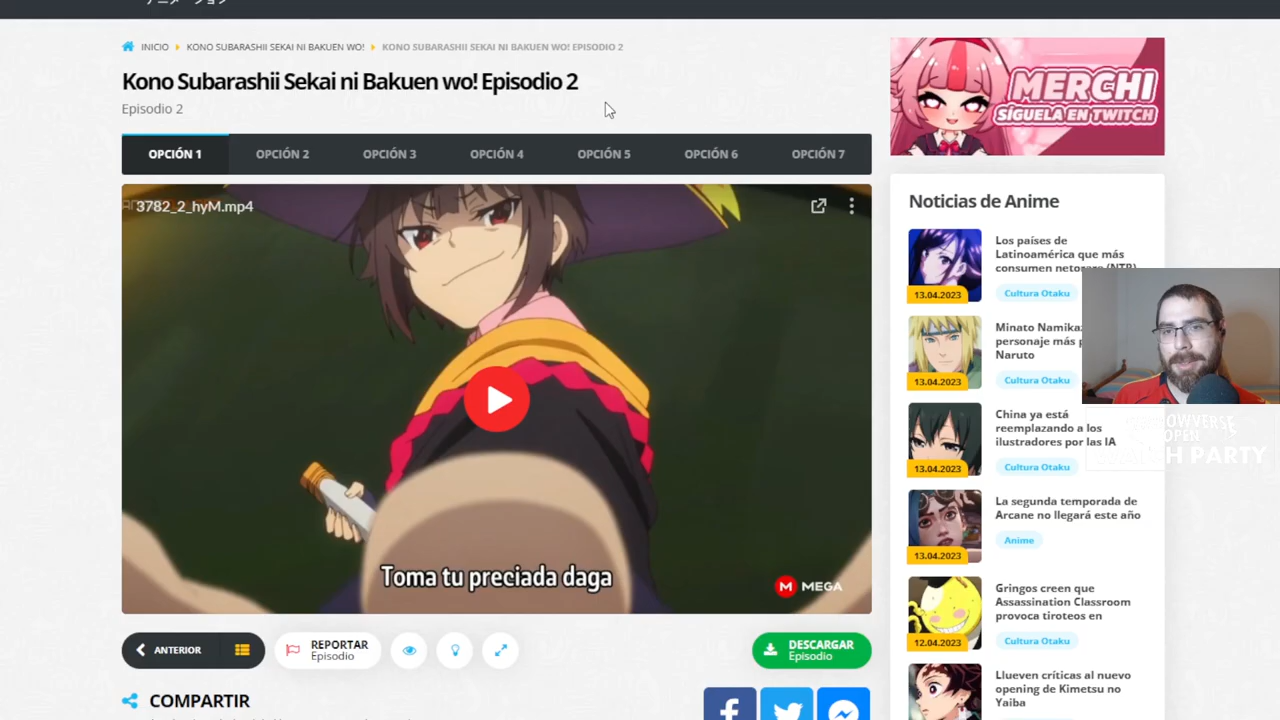 INICIO KONO SUBARASHII SEKAI NI BAKUEN WO! KONO SUBARASHII SEKAI NI BAKUEN WO! EPISODIO 2
Kono Subarashii Sekai ni Bakuen wo! Episodio 2
Episodio 2
OPCIÓN 1 OPCIÓN 2 OPCIÓN 3 OPCIÓN 4 OPCIÓN 5 OPCIÓN 6 OPCIÓN 7
3782_2_hyM.mp4
Toma tu preciada daga
MEGA
ANTERIOR
REPORTAR
Episodio
DESCARGAR
Episodio
COMPARTIR
MERCHI
SÍGUELA EN TWITCH
Noticias de Anime
Los países de
Latinoamérica que más
consumen netorare (NTR)
13.04.2023
Cultura Otaku
Minato
personaje más
Naruto
13.04.2023
Cultura Otaku
China ya está
reemplazando a los
ilustradores por las IA
13.04.2023
Cultura Otaku
OPEN
PARTY
La segunda temporada de
Arcane no llegará este año
13.04.2023
Anime
Gringos creen que
Assassination Classroom
provoca tiroteos en
12.04.2023
Cultura Otaku
Llueven críticas al nuevo
opening de Kimetsu no
Yaiba